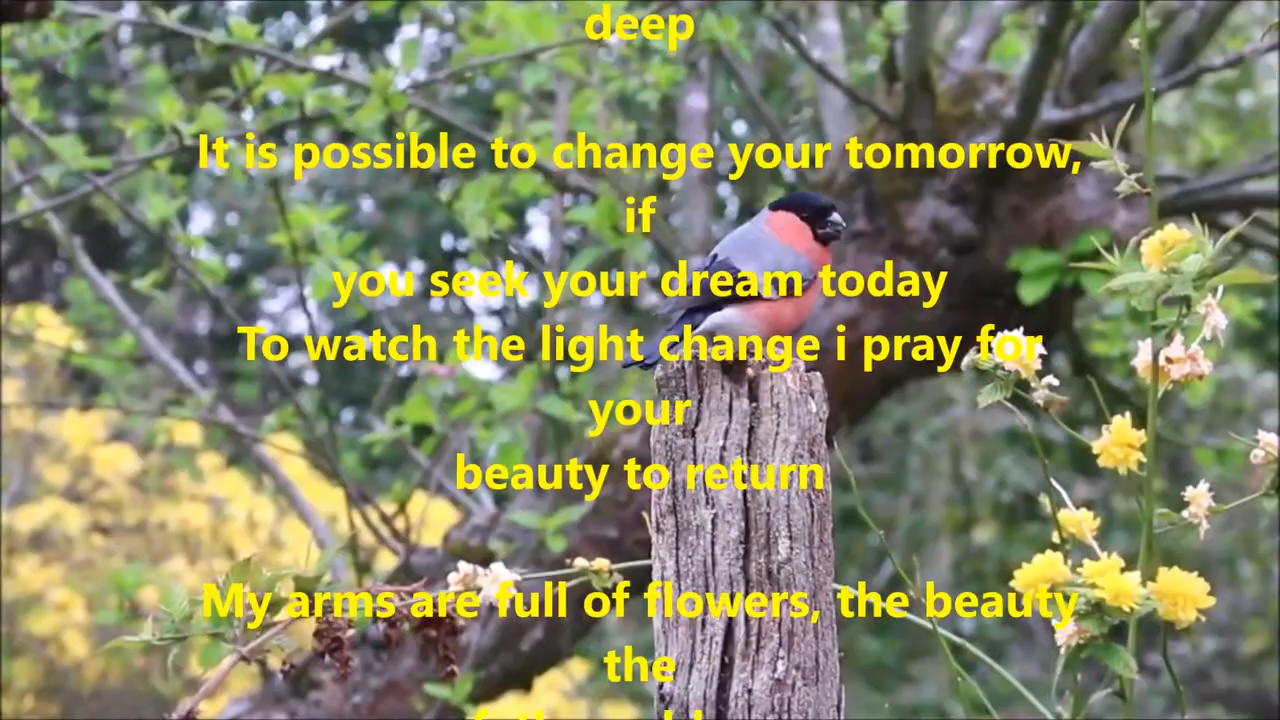 deep
It is possible to change your tomorrow,
if
you seek your dream today
To watch the light change i pray for
your
beauty to return
My arms are full of flowers, the beauty
the